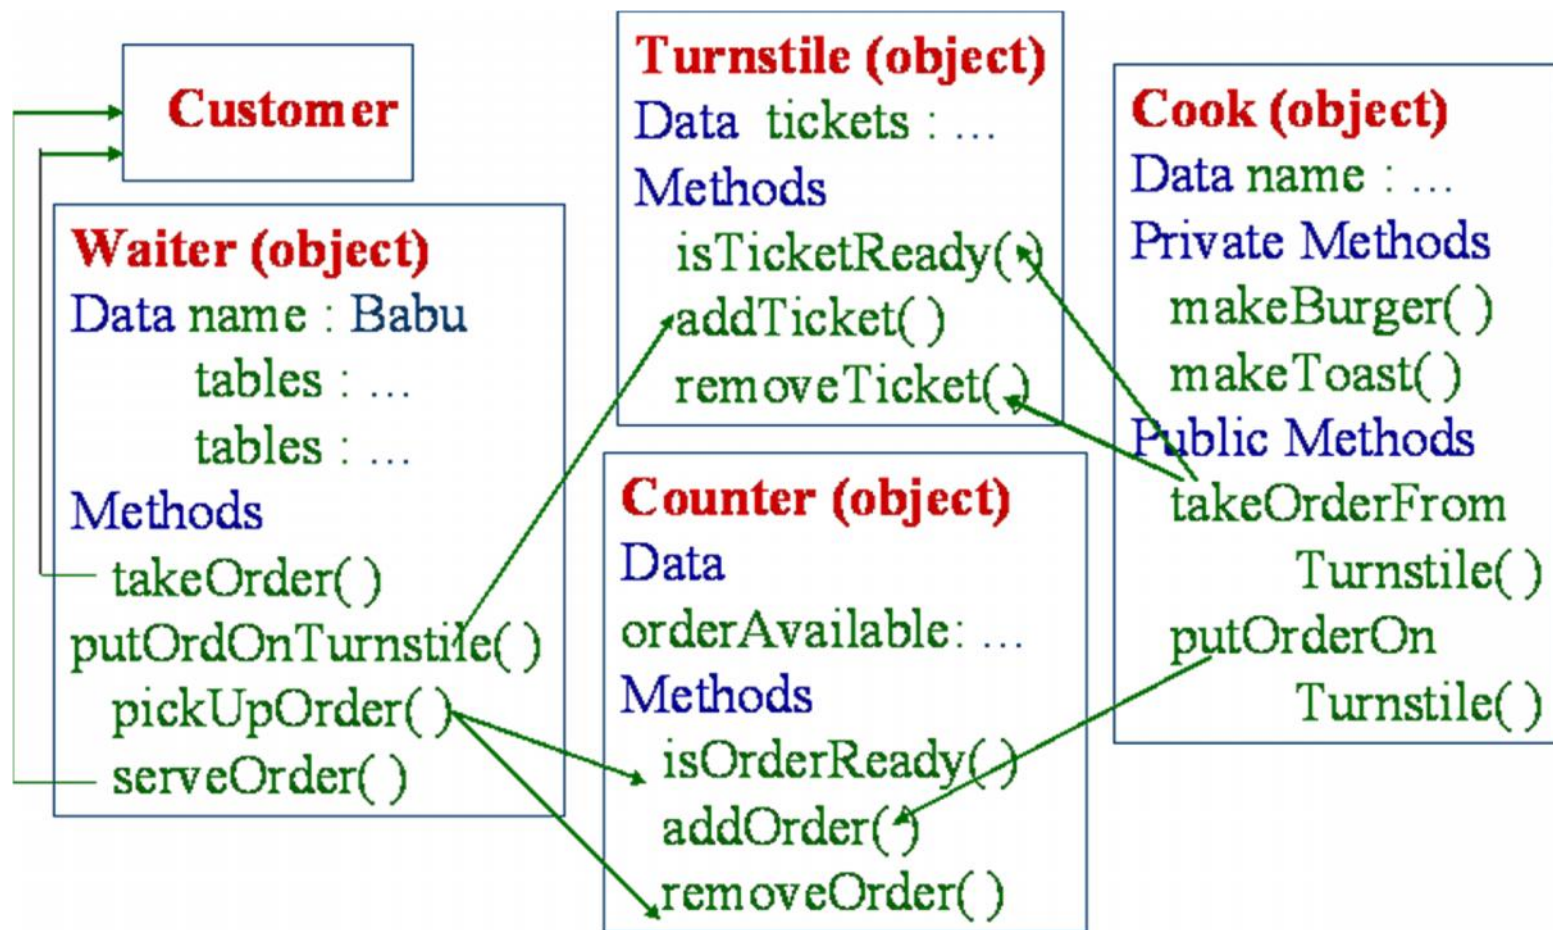 Customer
Waiter (object)
Data name : Babu
tables : ...
tables : ...
Methods
takeOrder( )
putOrdOnTurnstile( )
pickUpOrder( )
serveOrder( )
Turnstile (object)
Data tickets : ...
Methods
isTicketReady( )
addTicket( )
removeTicket( )
Counter (object)
Data
orderAvailable: ...
Methods
isOrderReady( )
addOrder( )
removeOrder( )
Cook (object)
Data name : ...
Private Methods
makeBurger( )
makeToast( )
Public Methods
takeOrderFrom
Turnstile( )
putOrderOn
Turnstile( )